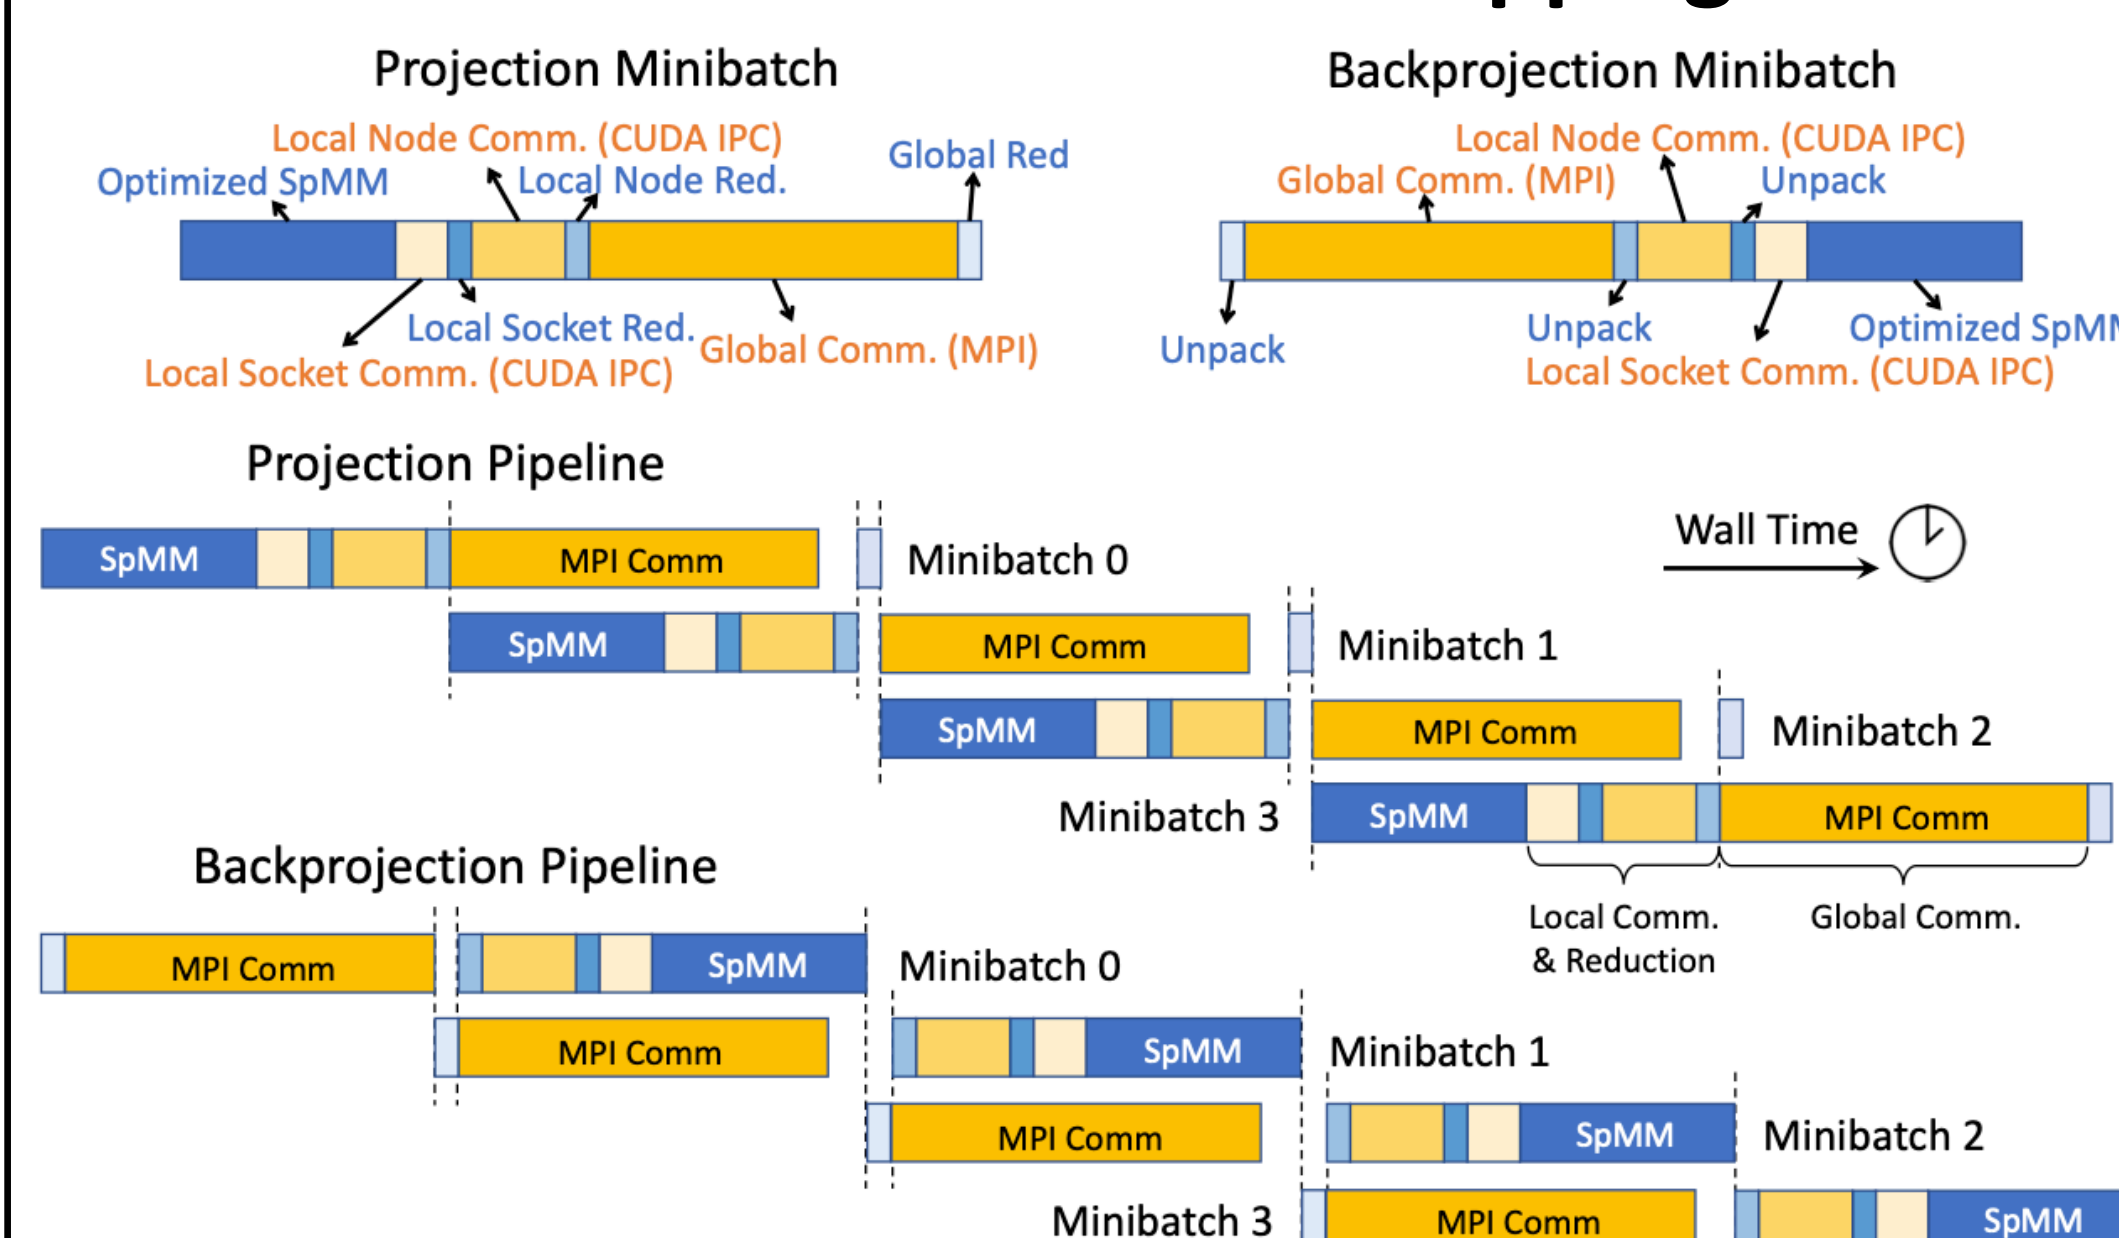 Projection Minibatch
Local Node Comm. (CUDA IPC)
Optimized SpMM
Local Node Red.
Global Red
Local Socket Red.
Global Comm. (MPI)
Local Socket Comm. (CUDA IPC)
Backprojection Minibatch
Local Node Comm. (CUDA IPC)
Global Comm. (MPI)
Unpack
Unpack
Unpack
Optimized SpMM
Local Socket Comm. (CUDA IPC)
Projection Pipeline
Wall Time
SpMM
MPI Comm
Minibatch 0
SpMM
MPI Comm
Minibatch 1
SpMM
MPI Comm
Minibatch 2
Minibatch 3
SpMM
MPI Comm
Local Comm.
& Reduction
Global Comm.
Backprojection Pipeline
MPI Comm
SpMM
Minibatch 0
MPI Comm
SpMM
Minibatch 1
MPI Comm
SpMM
Minibatch 2
Minibatch 3
MPI Comm
SpMM